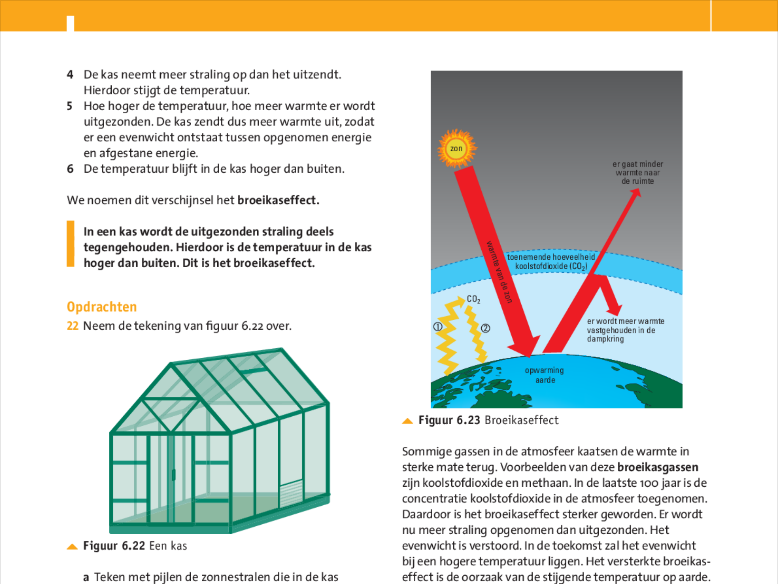 4 De kas neemt meer straling op dan het uitzendt.
Hierdoor stijgt de temperatuur.
5 Hoe hoger de temperatuur, hoe meer warmte er wordt
uitgezonden. De kas zendt dus meer warmte uit, zodat
er een evenwicht ontstaat tussen opgenomen energie
en afgestane energie.
6 De temperatuur blijft in de kas hoger dan buiten.
We noemen dit verschijnsel het broeikaseffect.
In een kas wordt de uitgezonden straling deels
tegengehouden. Hierdoor is de temperatuur in de kas
hoger dan buiten. Dit is het broeikaseffect.
Opdrachten
22 Neem de tekening van figuur 6.22 over.
Figuur 6.22 Een kas
a Teken met pijlen de zonnestralen die in de kas
zon
er gaat minder
warmte naar
de ruimte
warmte van de zon
toenemende hoeveelheid
koolstofdioxide (CO₂)
CO₂
①
②
er wordt meer warmte
vastgehouden in de
dampkring
opwarming
aarde
Figuur 6.23 Broeikaseffect
Sommige gassen in de atmosfeer kaatsen de warmte in
sterke mate terug. Voorbeelden van deze broeikasgassen
zijn koolstofdioxide en methaan. In de laatste 100 jaar is de
concentratie koolstofdioxide in de atmosfeer toegenomen.
Daardoor is het broeikaseffect sterker geworden. Er wordt
nu meer straling opgenomen dan uitgezonden. Het
evenwicht is verstoord. In de toekomst zal het evenwicht
bij een hogere temperatuur liggen. Het versterkte broeikas-
effect is de oorzaak van de stijgende temperatuur op aarde.